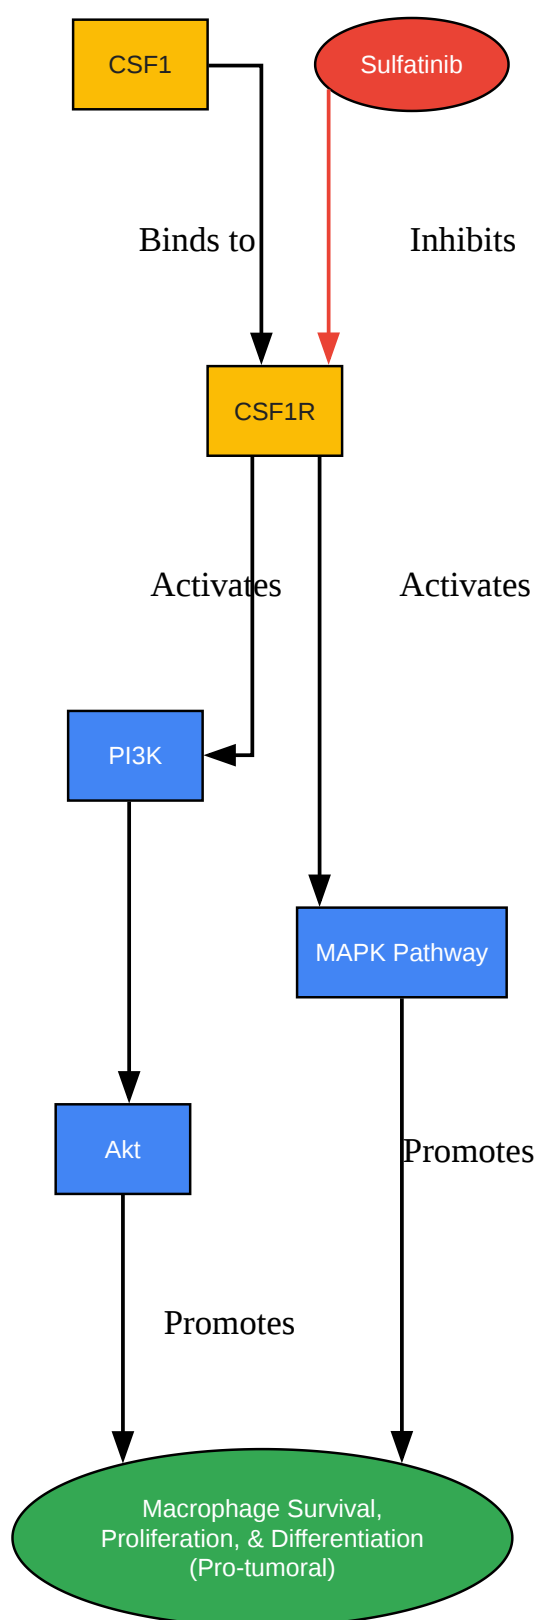 CSF1
Sulfatinib
Binds to
Inhibits
CSF1R
Activates
Activates
PI3K
MAPK Pathway
Akt
Promotes
Promotes
Macrophage Survival,
Proliferation, & Differentiation
(Pro-tumoral)